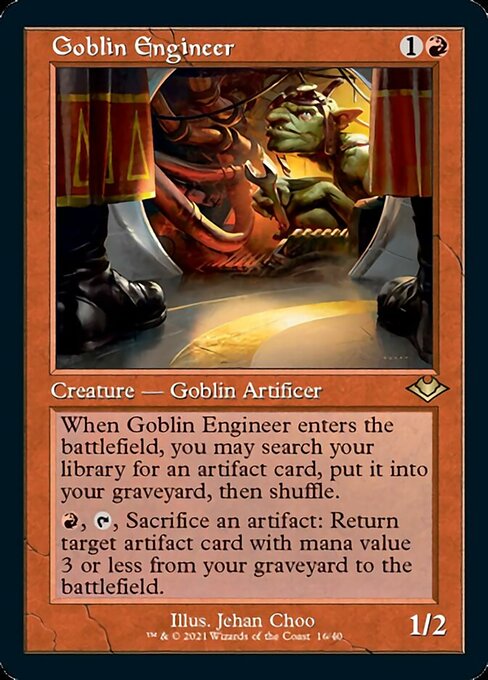 Goblin Engineer 1
Creature — Goblin Artificer
When Goblin Engineer enters the
battlefield, you may search your
library for an artifact card, put it into
your graveyard, then shuffle.
, , Sacrifice an artifact: Return
target artifact card with mana value
3 or less from your graveyard to the
battlefield.
Illus. Jehan Choo
™ & © 2021 Wizards of the Coast 16/40
1/2